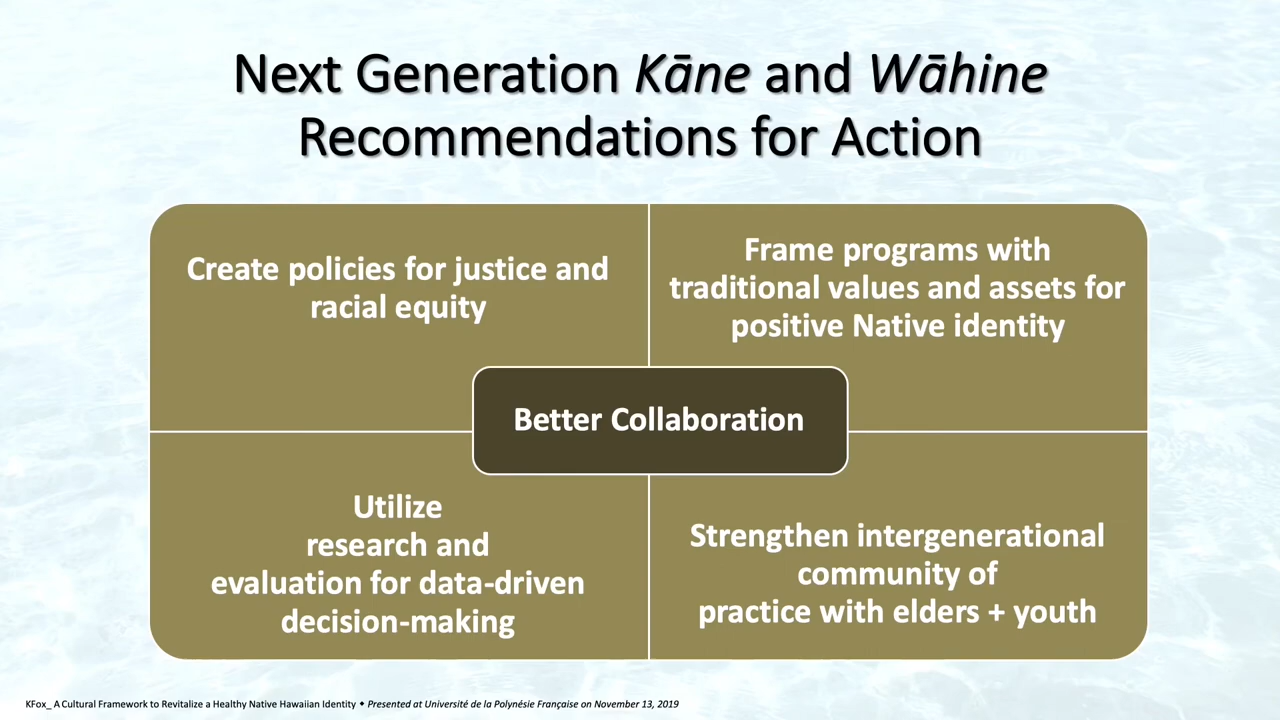 Next Generation Kāne and Wāhine
Recommendations for Action
Create policies for justice and
racial equity
Frame programs with
traditional values and assets for
positive Native identity
Better Collaboration
Utilize
research and
evaluation for data-driven
decision-making
Strengthen intergenerational
community of
practice with elders + youth
KFox_ A Cultural Framework to Revitalize a Healthy Native Hawaiian Identity ◆ Presented at Université de la Polynésie Française on November 13, 2019